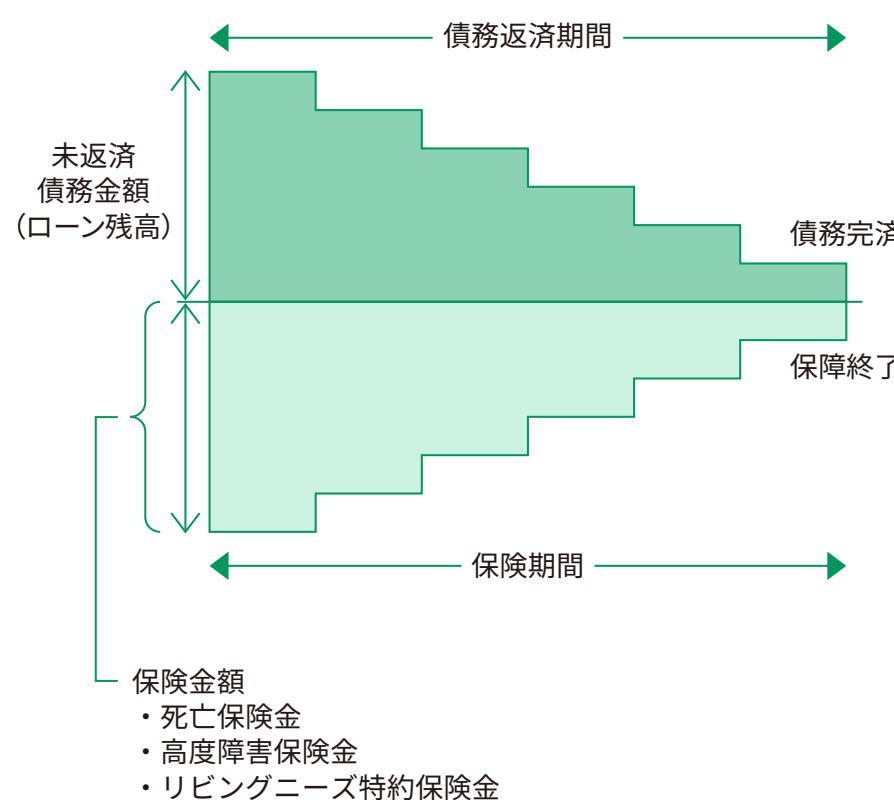 債務返済期間
未返済
債務金額
（ローン残高）
債務完済
保障終了
保険期間
保険金額
・死亡保険金
・高度障害保険金
・リビングニーズ特約保険金